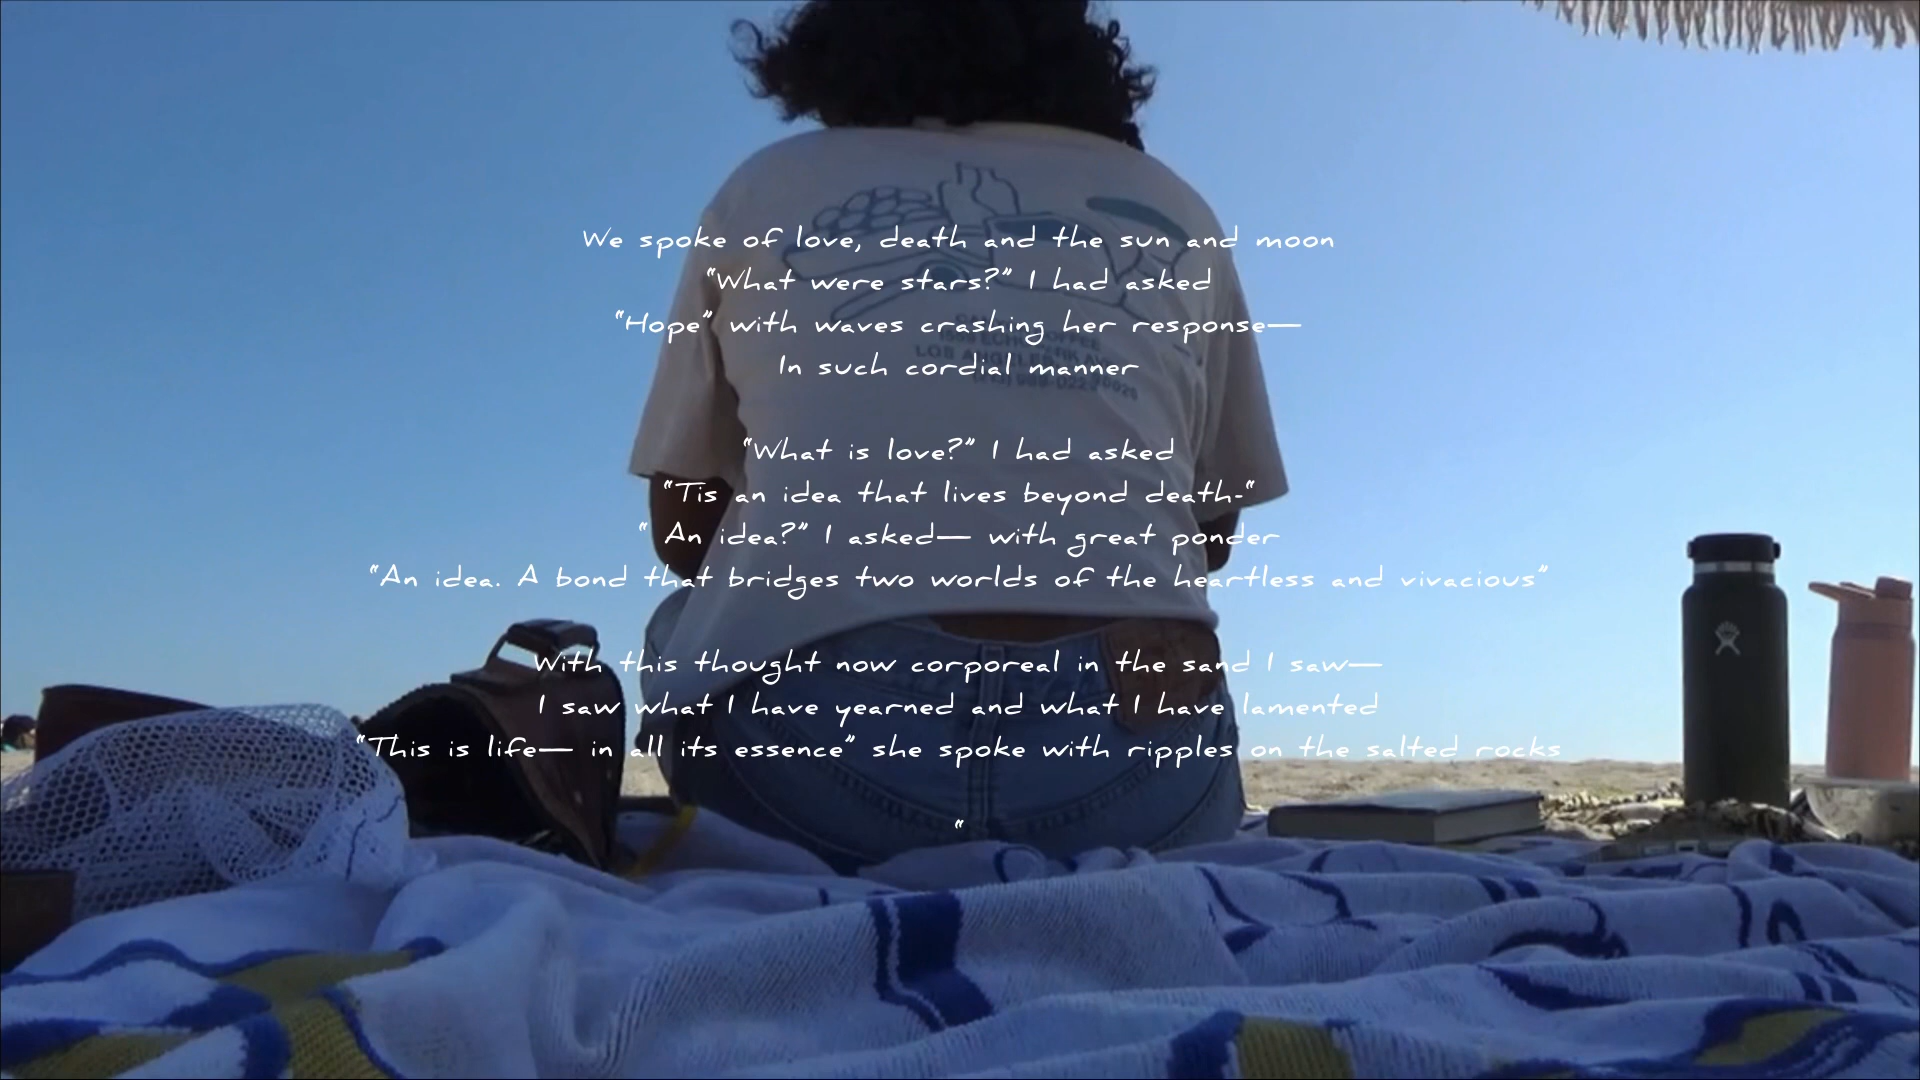 We spoke of love, death and the sun and moon
“What were stars?” I had asked
“Hope” with waves crashing her response—
In such cordial manner
“What is love?” I had asked
“Tis an idea that lives beyond death-“
“ An idea?” I asked— with great ponder
“An idea. A bond that bridges two worlds of the heartless and vivacious”
With this thought now corporeal in the sand I saw—
I saw what I have yearned and what I have lamented
“This is life— in all its essence” she spoke with ripples on the salted rocks
“
LOS